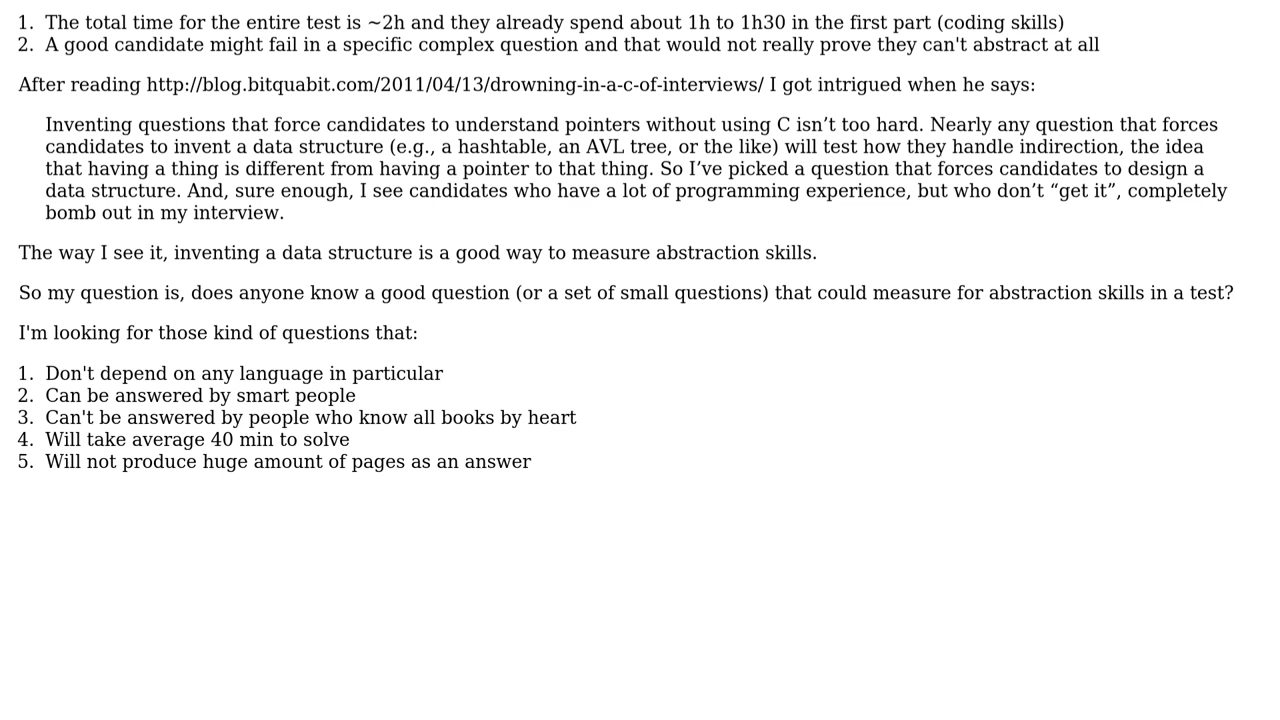 1. The total time for the entire test is ~2h and they already spend about 1h to 1h30 in the first part (coding skills)
2. A good candidate might fail in a specific complex question and that would not really prove they can't abstract at all
After reading http://blog.bitquabit.com/2011/04/13/drowning-in-a-c-of-interviews/ I got intrigued when he says:
Inventing questions that force candidates to understand pointers without using C isn’t too hard. Nearly any question that forces
candidates to invent a data structure (e.g., a hashtable, an AVL tree, or the like) will test how they handle indirection, the idea
that having a thing is different from having a pointer to that thing. So I’ve picked a question that forces candidates to design a
data structure. And, sure enough, I see candidates who have a lot of programming experience, but who don’t “get it”, completely
bomb out in my interview.
The way I see it, inventing a data structure is a good way to measure abstraction skills.
So my question is, does anyone know a good question (or a set of small questions) that could measure for abstraction skills in a test?
I'm looking for those kind of questions that:
1. Don't depend on any language in particular
2. Can be answered by smart people
3. Can't be answered by people who know all books by heart
4. Will take average 40 min to solve
5. Will not produce huge amount of pages as an answer